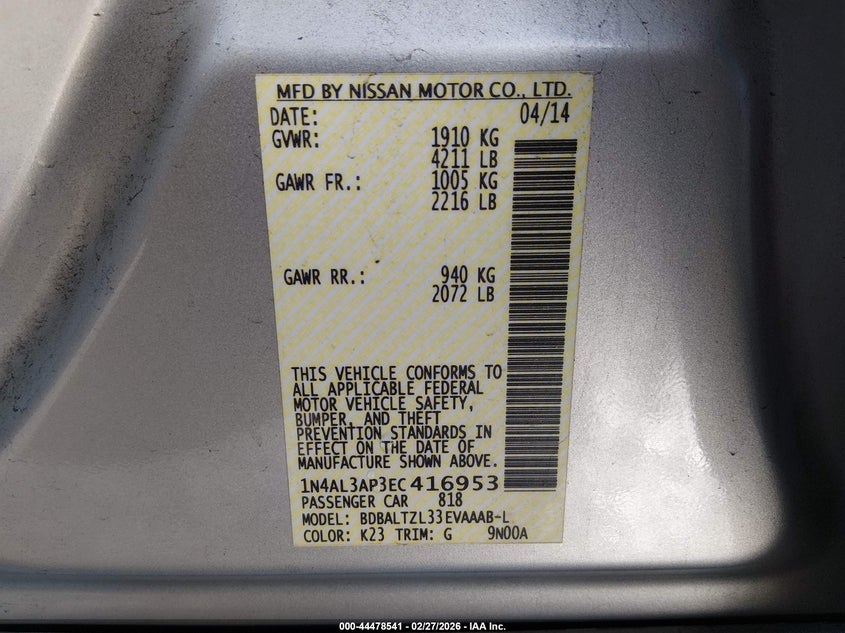 MFD BY NISSAN MOTOR CO., LTD.
DATE: 04/14
GVWR: 1910 KG
4211 LB
GAWR FR.: 1005 KG
2216 LB
GAWR RR.: 940 KG
2072 LB
THIS VEHICLE CONFORMS TO
ALL APPLICABLE FEDERAL
MOTOR VEHICLE SAFETY,
BUMPER, AND THEFT
PREVENTION STANDARDS IN
EFFECT ON THE DATE OF
MANUFACTURE SHOWN ABOVE.
1N4AL3AP3EC416953
PASSENGER CAR 818
MODEL: BDBALTZL33EVAAAB-L
COLOR: K23 TRIM: G 9N00A
000-44478541 - 02/27/2026 - IAA Inc.